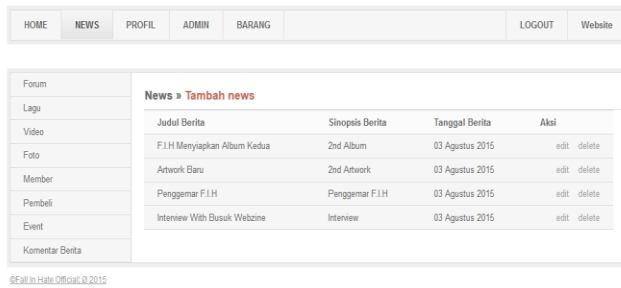 HOME NEWS PROFIL ADMIN BARANG LOGOUT Website
Forum
Lagu
Video
Foto
Member
Pembeli
Event
Komentar Berita
News » Tambah news
Judul Berita Sinopsis Berita Tanggal Berita Aksi
F.I.H Menyiapkan Album Kedua 2nd Album 03 Agustus 2015 edit delete
Artwork Baru 2nd Artwork 03 Agustus 2015 edit delete
Penggemar F.I.H Penggemar F.I.H 03 Agustus 2015 edit delete
Interview With Busuk Webzine Interview 03 Agustus 2015 edit delete
©Fall In Hate Official: @ 2015